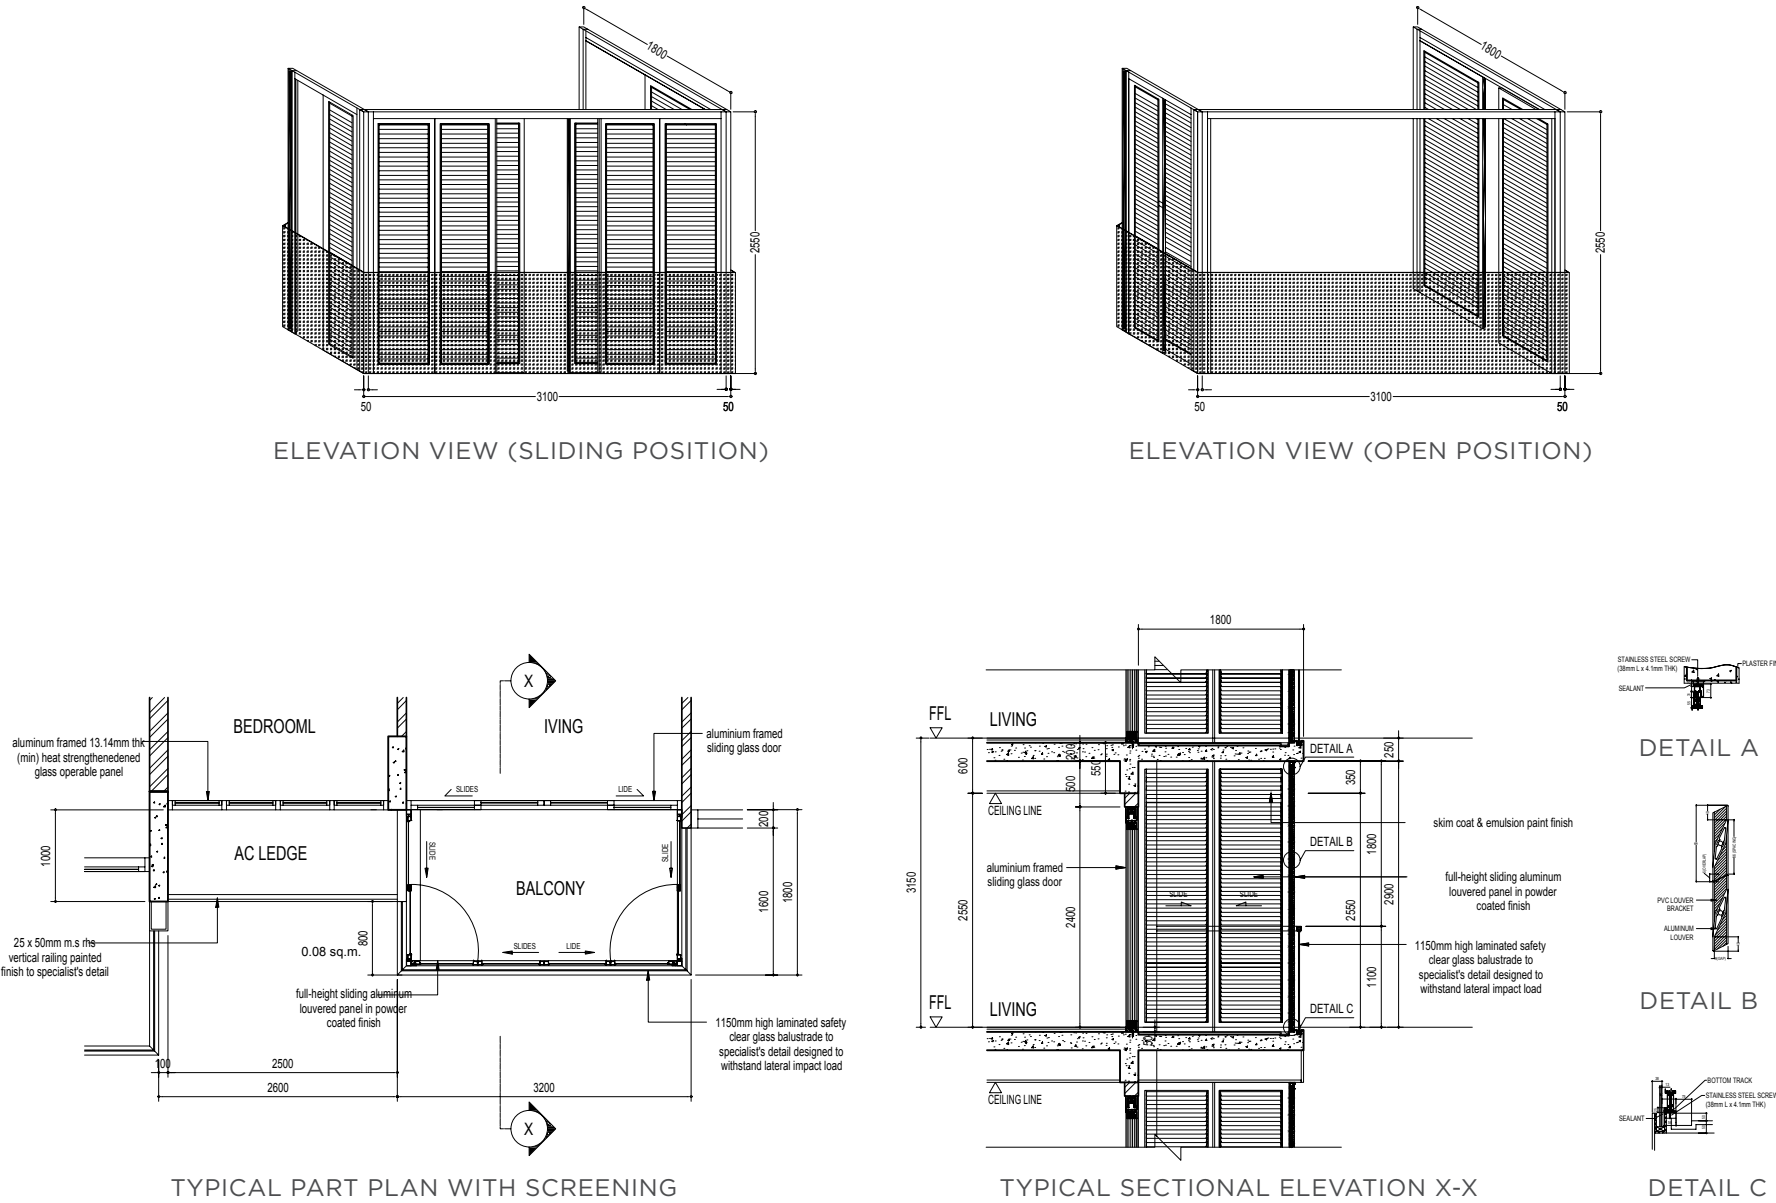 1800
2550
3100
50
50
ELEVATION VIEW (SLIDING POSITION)
1800
2550
3100
50
50
ELEVATION VIEW (OPEN POSITION)
X
BEDROOML
IVING
aluminum framed 13.14mm thk
(min) heat strengthenedened
glass operable panel
aluminum framed
sliding glass door
SLIDES
LIDE
200
1000
AC LEDGE
SLIDE
SLIDE
BALCONY
1600
1800
25 x 50mm m.s rhs
vertical railing painted
finish to specialist's detail
0.08 sq.m.
800
SLIDES
LIDE
full-height sliding aluminum
louvered panel in powder
coated finish
1150mm high laminated safety
clear glass balustrade to
specialist's detail designed to
withstand lateral impact load
100
2500
2600
3200
X
TYPICAL PART PLAN WITH SCREENING
1800
FFL
LIVING
600
200
550
500
DETAIL A
250
350
CEILING LINE
skim coat & emulsion paint finish
DETAIL B
1800
aluminium framed
sliding glass door
3150
2550
2400
SLIDE
SLIDE
full-height sliding aluminum
louvered panel in powder
coated finish
2550
2900
1150mm high laminated safety
clear glass balustrade to
specialist's detail designed to
withstand lateral impact load
1100
FFL
LIVING
DETAIL C
CEILING LINE
TYPICAL SECTIONAL ELEVATION X-X
STAINLESS STEEL SCREW
(38mm L x 4.1mm THK)
PLASTER FIN
SEALANT
DETAIL A
PVC LOUVER
BRACKET
ALUMINUM
LOUVER
DETAIL B
BOTTOM TRACK
STAINLESS STEEL SCREW
(38mm L x 4.1mm THK)
SEALANT
DETAIL C